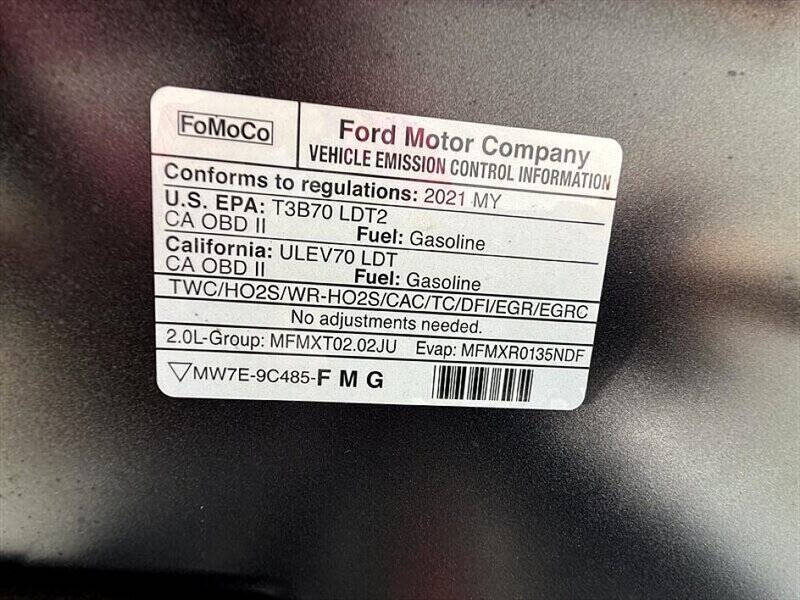 FoMoCo
Ford Motor Company
VEHICLE EMISSION CONTROL INFORMATION
Conforms to regulations: 2021 MY
U.S. EPA: T3B70 LDT2
CA OBD II Fuel: Gasoline
California: ULEV70 LDT
CA OBD II Fuel: Gasoline
TWC/HO2S/WR-HO2S/CAC/TC/DFI/EGR/EGRC
No adjustments needed.
2.0L-Group: MFMXT02.02JU Evap: MFMXR0135NDF
▽MW7E-9C485-F M G